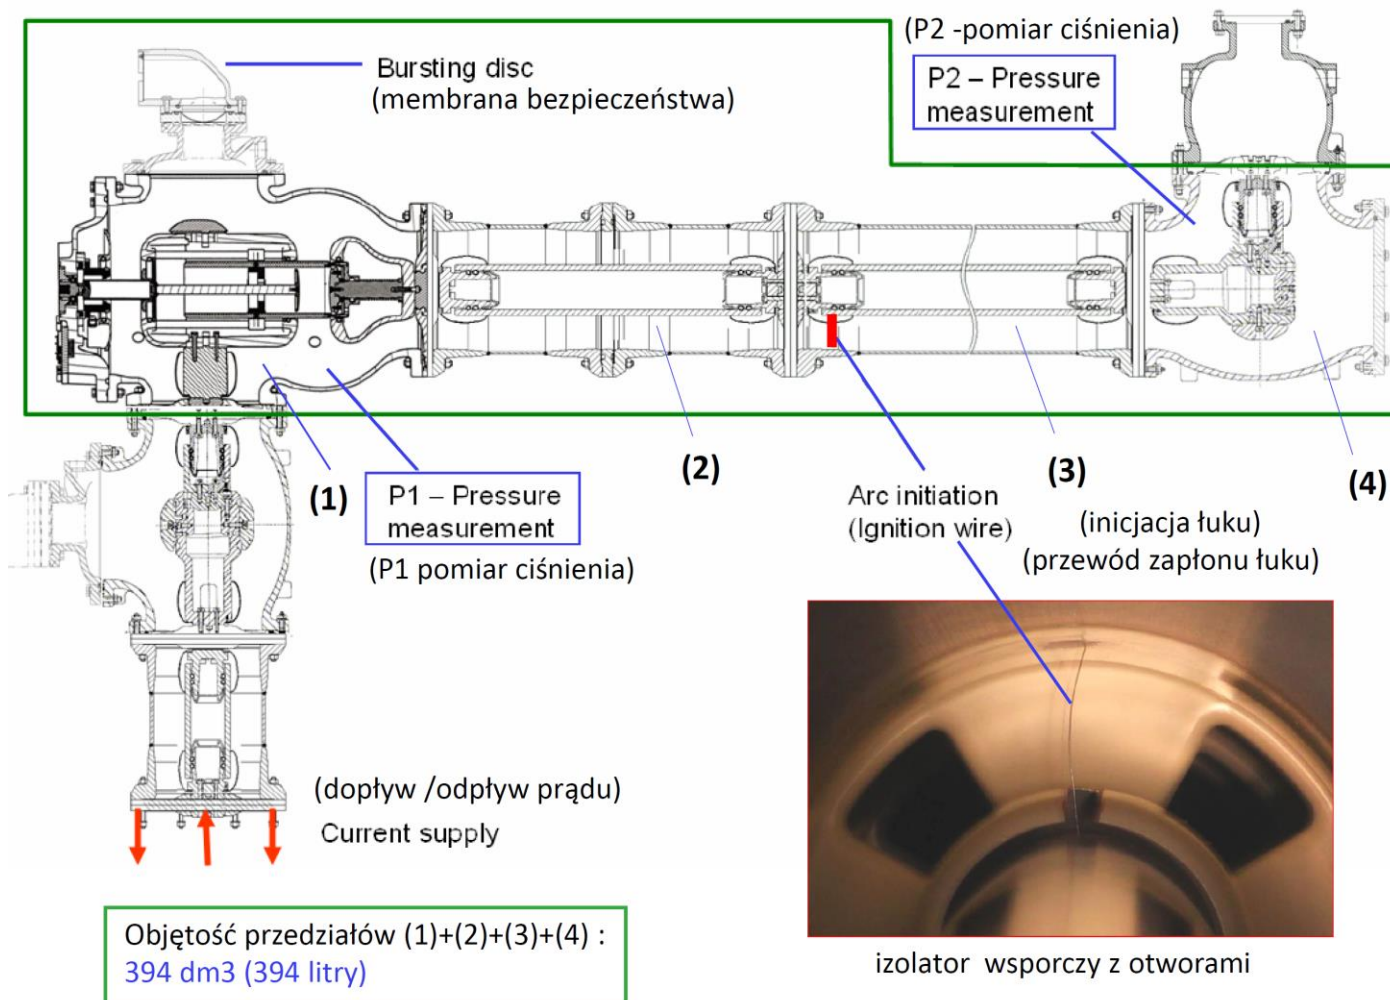 (P2 -pomiar ciśnienia)
Bursting disc
(membrana bezpieczeństwa)
P2 – Pressure
measurement
(1)
(2)
(3)
(4)
P1 – Pressure
measurement
(P1 pomiar ciśnienia)
Arc initiation
(Ignition wire)
(inicjacja łuku)
(przewód zapłonu łuku)
(dopływ /odpływ prądu)
Current supply
Objętość przedziałów (1)+(2)+(3)+(4) :
394 dm3 (394 litry)
izolator wsporczy z otworami